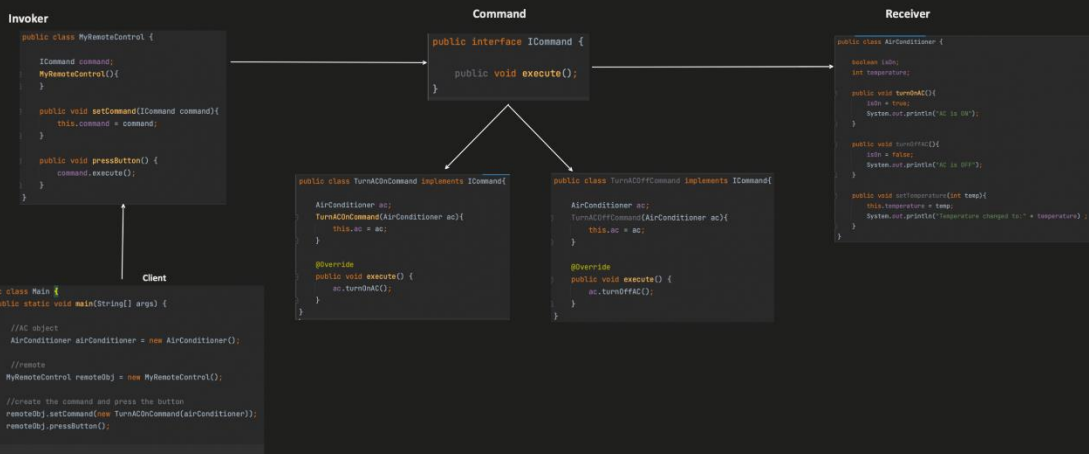 Invoker
public class MyRemoteControl {
ICommand command;
MyRemoteControl(){
}
public void setCommand(ICommand command){
this.command = command;
}
public void pressButton() {
command.execute();
}
}
Command
public interface ICommand {
public void execute();
}
Receiver
public class AirConditioner {
boolean isOn;
int temperature;
public void turnOnAC(){
isOn = true;
System.out.println("AC is ON");
}
public void turnOffAC(){
isOn = false;
System.out.println("AC is OFF");
}
public void setTemperature(int temp){
this.temperature = temp;
System.out.println("Temperature changed to:" + temperature) ;
}
}
public class TurnACOnCommand implements ICommand{
AirConditioner ac;
TurnACOnCommand(AirConditioner ac){
this.ac = ac;
}
@Override
public void execute() {
ac.turnOnAC();
}
}
public class TurnACOffCommand implements ICommand{
AirConditioner ac;
TurnACOffCommand(AirConditioner ac){
this.ac = ac;
}
@Override
public void execute() {
ac.turnOffAC();
}
}
Client
c class Main {
ublic static void main(String[] args) {
//AC object
AirConditioner airConditioner = new AirConditioner();
//remote
MyRemoteControl remoteObj = new MyRemoteControl();
//create the command and press the button
remoteObj.setCommand(new TurnACOnCommand(airConditioner));
remoteObj.pressButton();